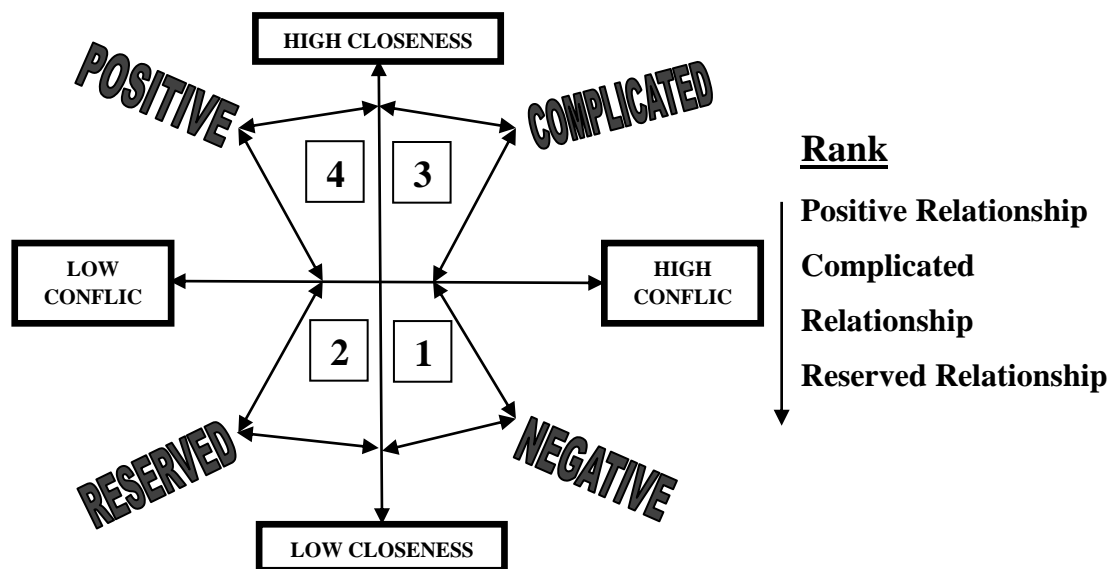 HIGH CLOSENESS
POSITIVE
COMPLICATED
4
3
LOW
CONFLIC
HIGH
CONFLIC
2
1
RESERVED
NEGATIVE
LOW CLOSENESS
Rank
Positive Relationship
Complicated
Relationship
Reserved Relationship